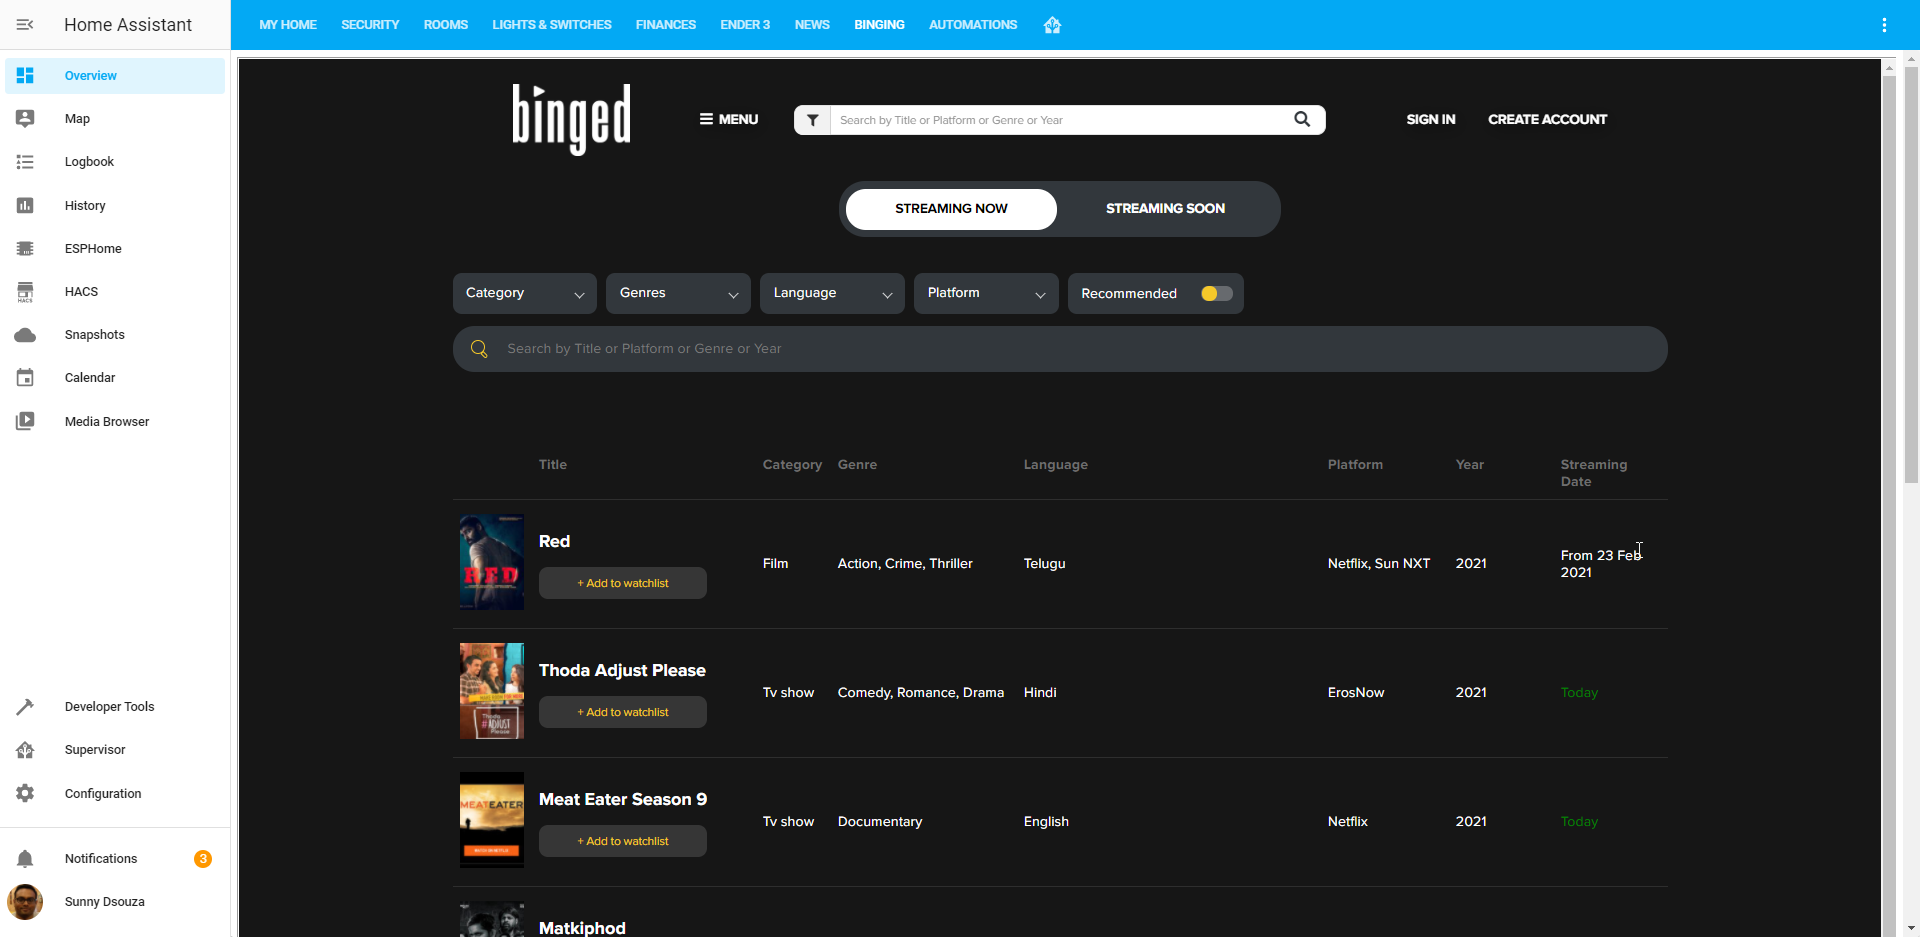 Home Assistant
MY HOME SECURITY ROOMS LIGHTS & SWITCHES FINANCES ENDER 3 NEWS BINGING AUTOMATIONS
Overview
Map
Logbook
History
ESPHome
HACS
HACS
Snapshots
Calendar
Media Browser
Developer Tools
Supervisor
Configuration
Notifications 3
Sunny Dsouza
binged
MENU
Search by Title or Platform or Genre or Year
SIGN IN CREATE ACCOUNT
STREAMING NOW STREAMING SOON
Category Genres Language Platform Recommended
Search by Title or Platform or Genre or Year
Title Category Genre Language Platform Year Streaming
Date
RED
Red
+ Add to watchlist
Film Action, Crime, Thriller Telugu Netflix, Sun NXT 2021 From 23 Feb
2021
Thoda
#ADJUST
Please
Thoda Adjust Please
+ Add to watchlist
Tv show Comedy, Romance, Drama Hindi ErosNow 2021 Today
MEATEATER
Meat Eater Season 9
+ Add to watchlist
Tv show Documentary English Netflix 2021 Today
Matkiphod